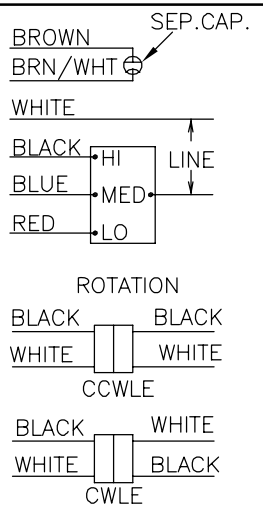 SEP.CAP.
BROWN
BRN/WHT
WHITE
BLACK HI
LINE
BLUE MED
RED LO
ROTATION
BLACK BLACK
WHITE WHITE
CCWLE
BLACK WHITE
WHITE BLACK
CWLE